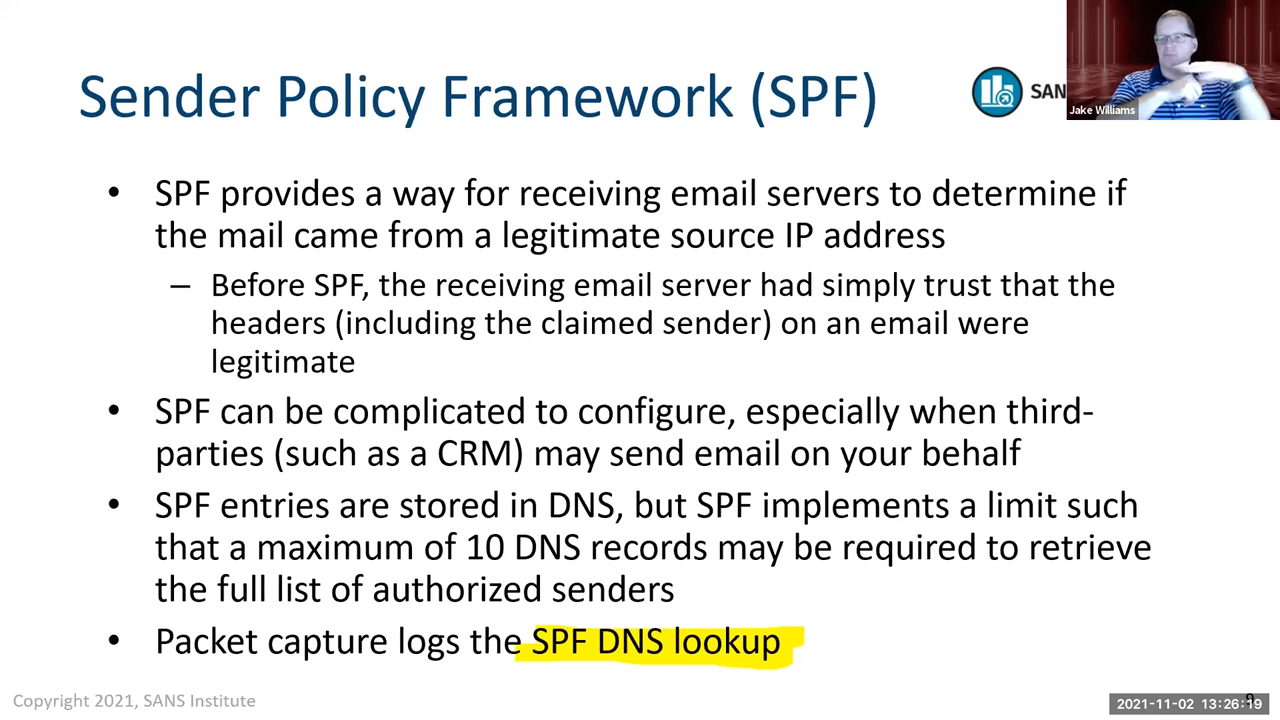 Sender Policy Framework (SPF)
SAN
Jake Williams
• SPF provides a way for receiving email servers to determine if
the mail came from a legitimate source IP address
– Before SPF, the receiving email server had simply trust that the
headers (including the claimed sender) on an email were
legitimate
• SPF can be complicated to configure, especially when third-
parties (such as a CRM) may send email on your behalf
• SPF entries are stored in DNS, but SPF implements a limit such
that a maximum of 10 DNS records may be required to retrieve
the full list of authorized senders
• Packet capture logs the SPF DNS lookup
Copyright 2021, SANS Institute
9
2021-11-02 13:26:19